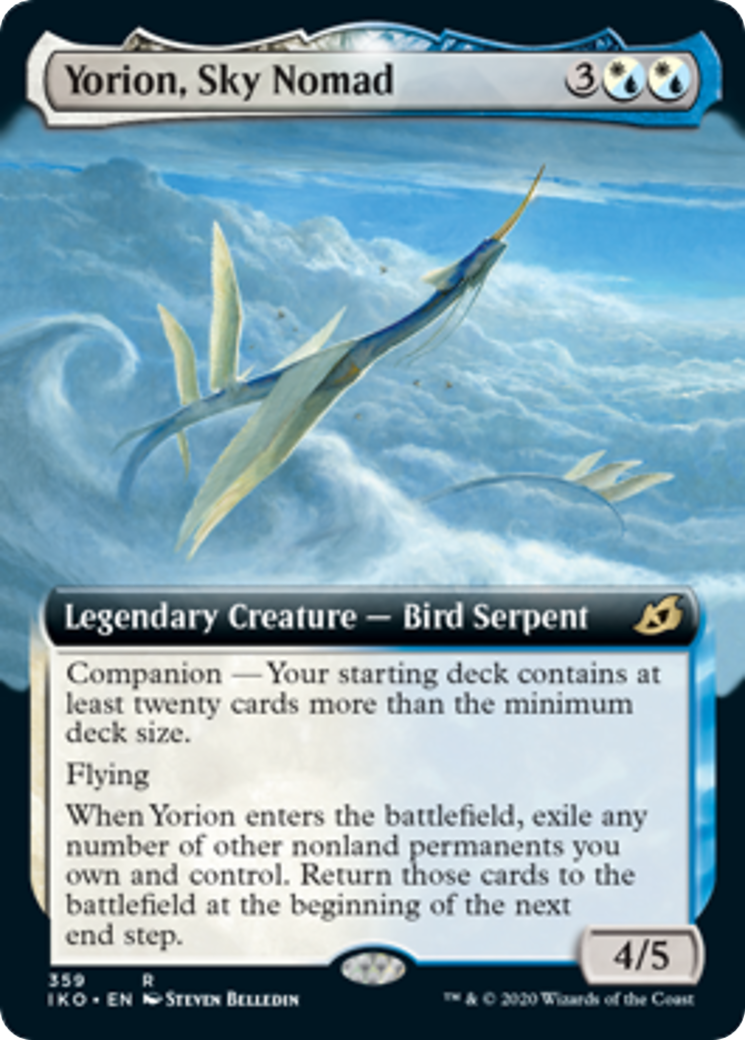 Yorion, Sky Nomad 3
Legendary Creature — Bird Serpent
Companion — Your starting deck contains at
least twenty cards more than the minimum
deck size.
Flying
When Yorion enters the battlefield, exile any
number of other nonland permanents you
own and control. Return those cards to the
battlefield at the beginning of the next
end step.
4/5
359 R
IKO • EN Steven Belledin
™ & © 2020 Wizards of the Coast